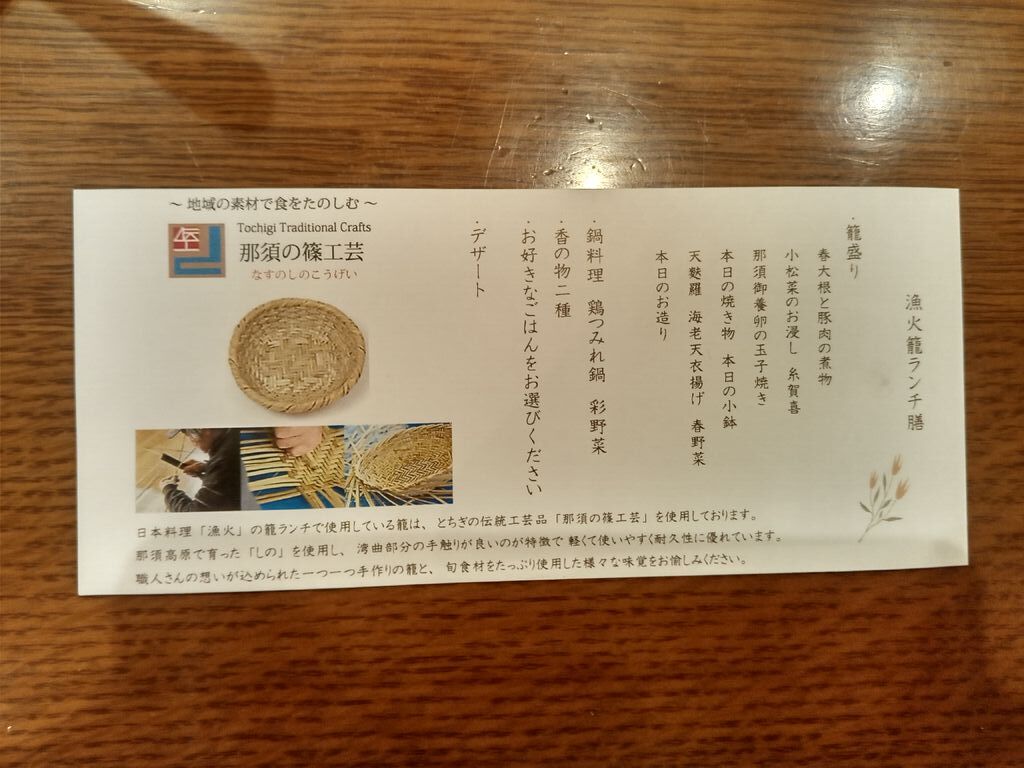 漁火籠ランチ膳
・籠盛り
春大根と豚肉の煮物
小松菜のお浸し 糸賀喜
那須御養卵の玉子焼き
本日の焼き物 本日の小鉢
天麩羅 海老天衣揚げ 春野菜
本日のお造り
・鍋料理 鶏つみれ鍋 彩野菜
・香の物二種
・お好きなごはんをお選びください
・デザート
～ 地域の素材で食をたのしむ ～
Tochigi Traditional Crafts
那須の篠工芸
なすのしのこうげい
日本料理「漁火」の籠ランチで使用している籠は、とちぎの伝統工芸品「那須の篠工芸」を使用しております。
那須高原で育った「しの」を使用し、湾曲部分の手触りが良いのが特徴で 軽くて使いやすく耐久性に優れています。
職人さんの想いが込められた一つ一つ手作りの籠と、旬食材をたっぷり使用した様々な味覚をお愉しみください。